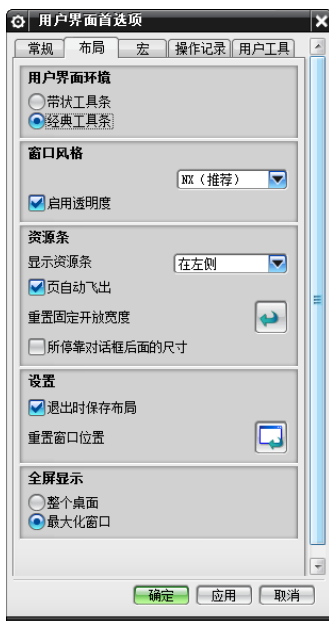 用户界面首选项
常规 布局 宏 操作记录 用户工具
用户界面环境
带状工具条
经典工具条
窗口风格
NX（推荐）
启用透明度
资源条
显示资源条 在左侧
页自动飞出
重置固定开放宽度
所停靠对话框后面的尺寸
设置
退出时保存布局
重置窗口位置
全屏显示
整个桌面
最大化窗口
确定 应用 取消